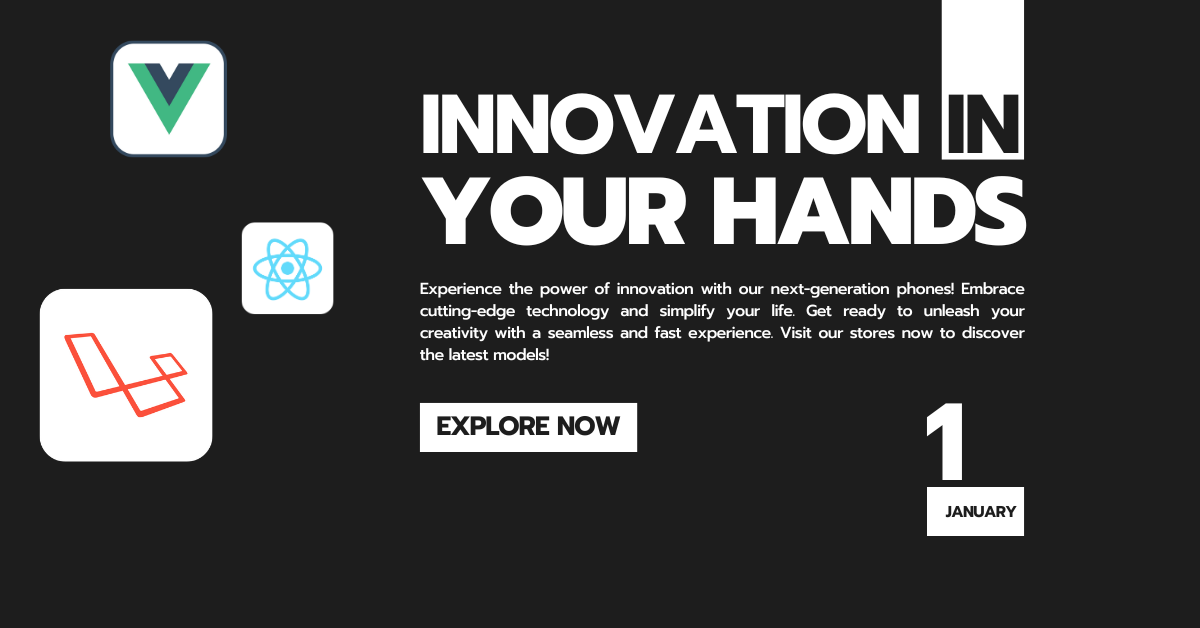 INNOVATION IN
YOUR HANDS
Experience the power of innovation with our next-generation phones! Embrace
cutting-edge technology and simplify your life. Get ready to unleash your
creativity with a seamless and fast experience. Visit our stores now to discover
the latest models!
EXPLORE NOW
1
JANUARY